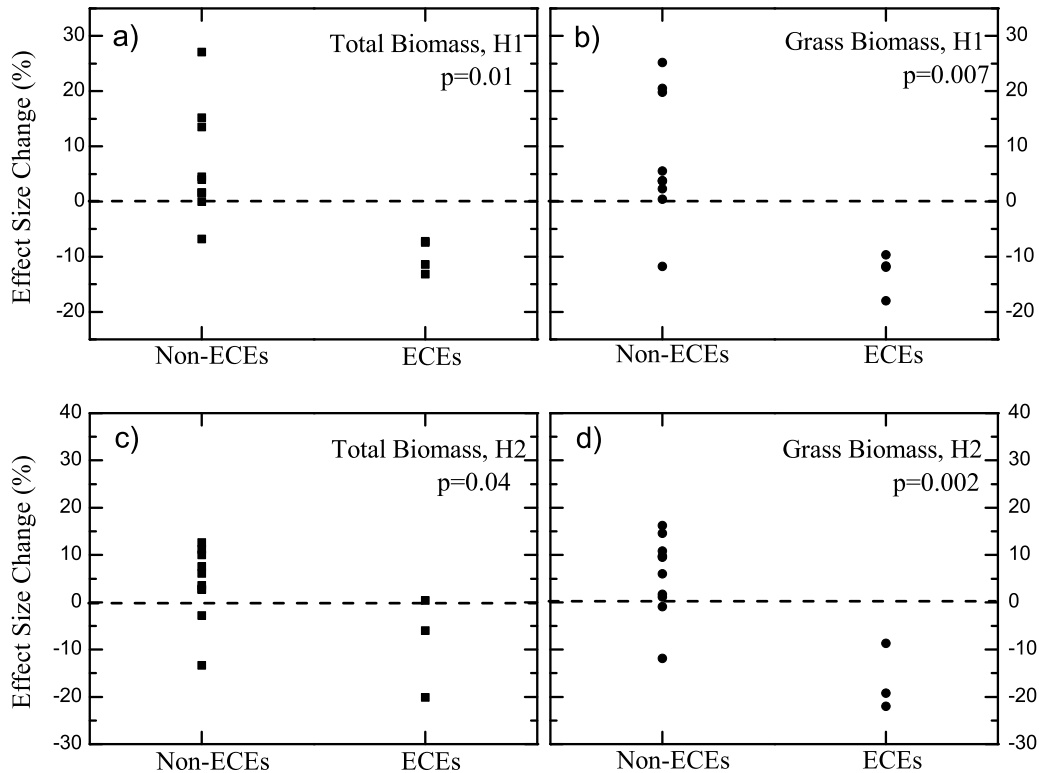 a)
Total Biomass, H1
p=0.01
b)
Grass Biomass, H1
p=0.007
Effect Size Change (%)
30
20
10
0
-10
-20
30
20
10
0
-10
-20
Non-ECEs
ECEs
Non-ECEs
ECEs
c)
Total Biomass, H2
p=0.04
d)
Grass Biomass, H2
p=0.002
Effect Size Change (%)
40
30
20
10
0
-10
-20
-30
40
30
20
10
0
-10
-20
-30
Non-ECEs
ECEs
Non-ECEs
ECEs